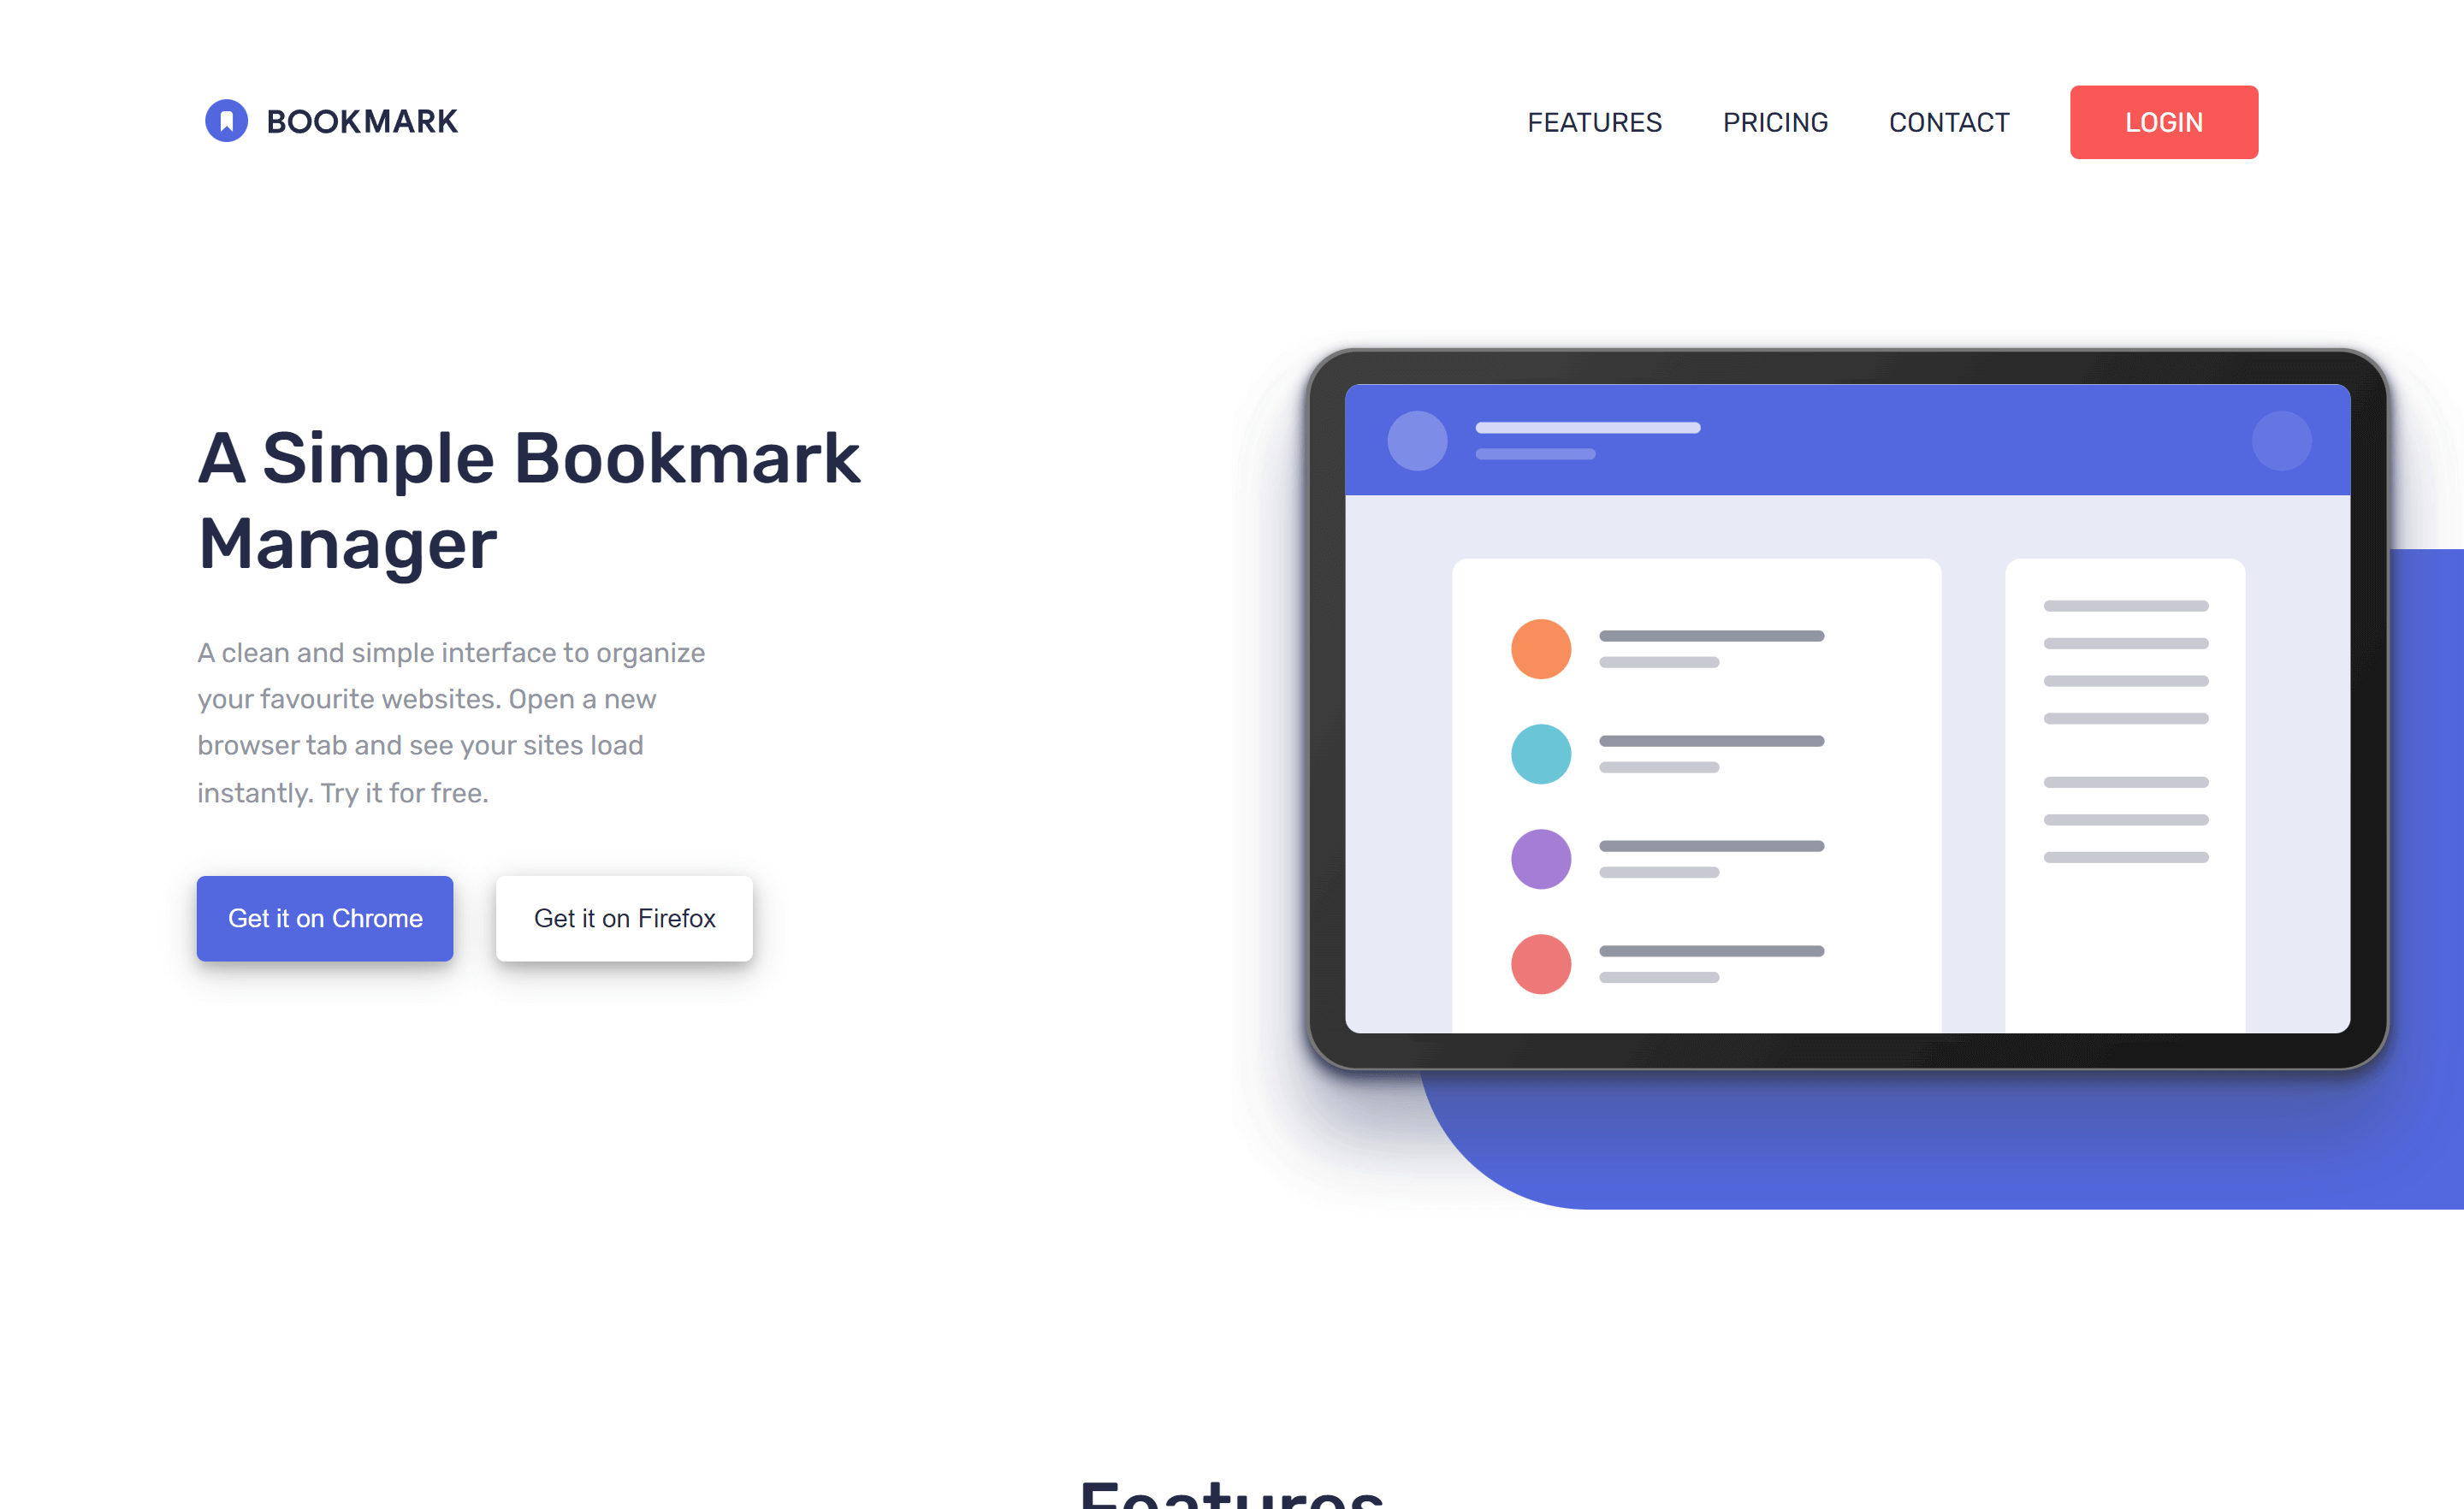 BOOKMARK
FEATURES
PRICING
CONTACT
LOGIN
A Simple Bookmark
Manager
A clean and simple interface to organize
your favourite websites. Open a new
browser tab and see your sites load
instantly. Try it for free.
Get it on Chrome
Get it on Firefox
Features